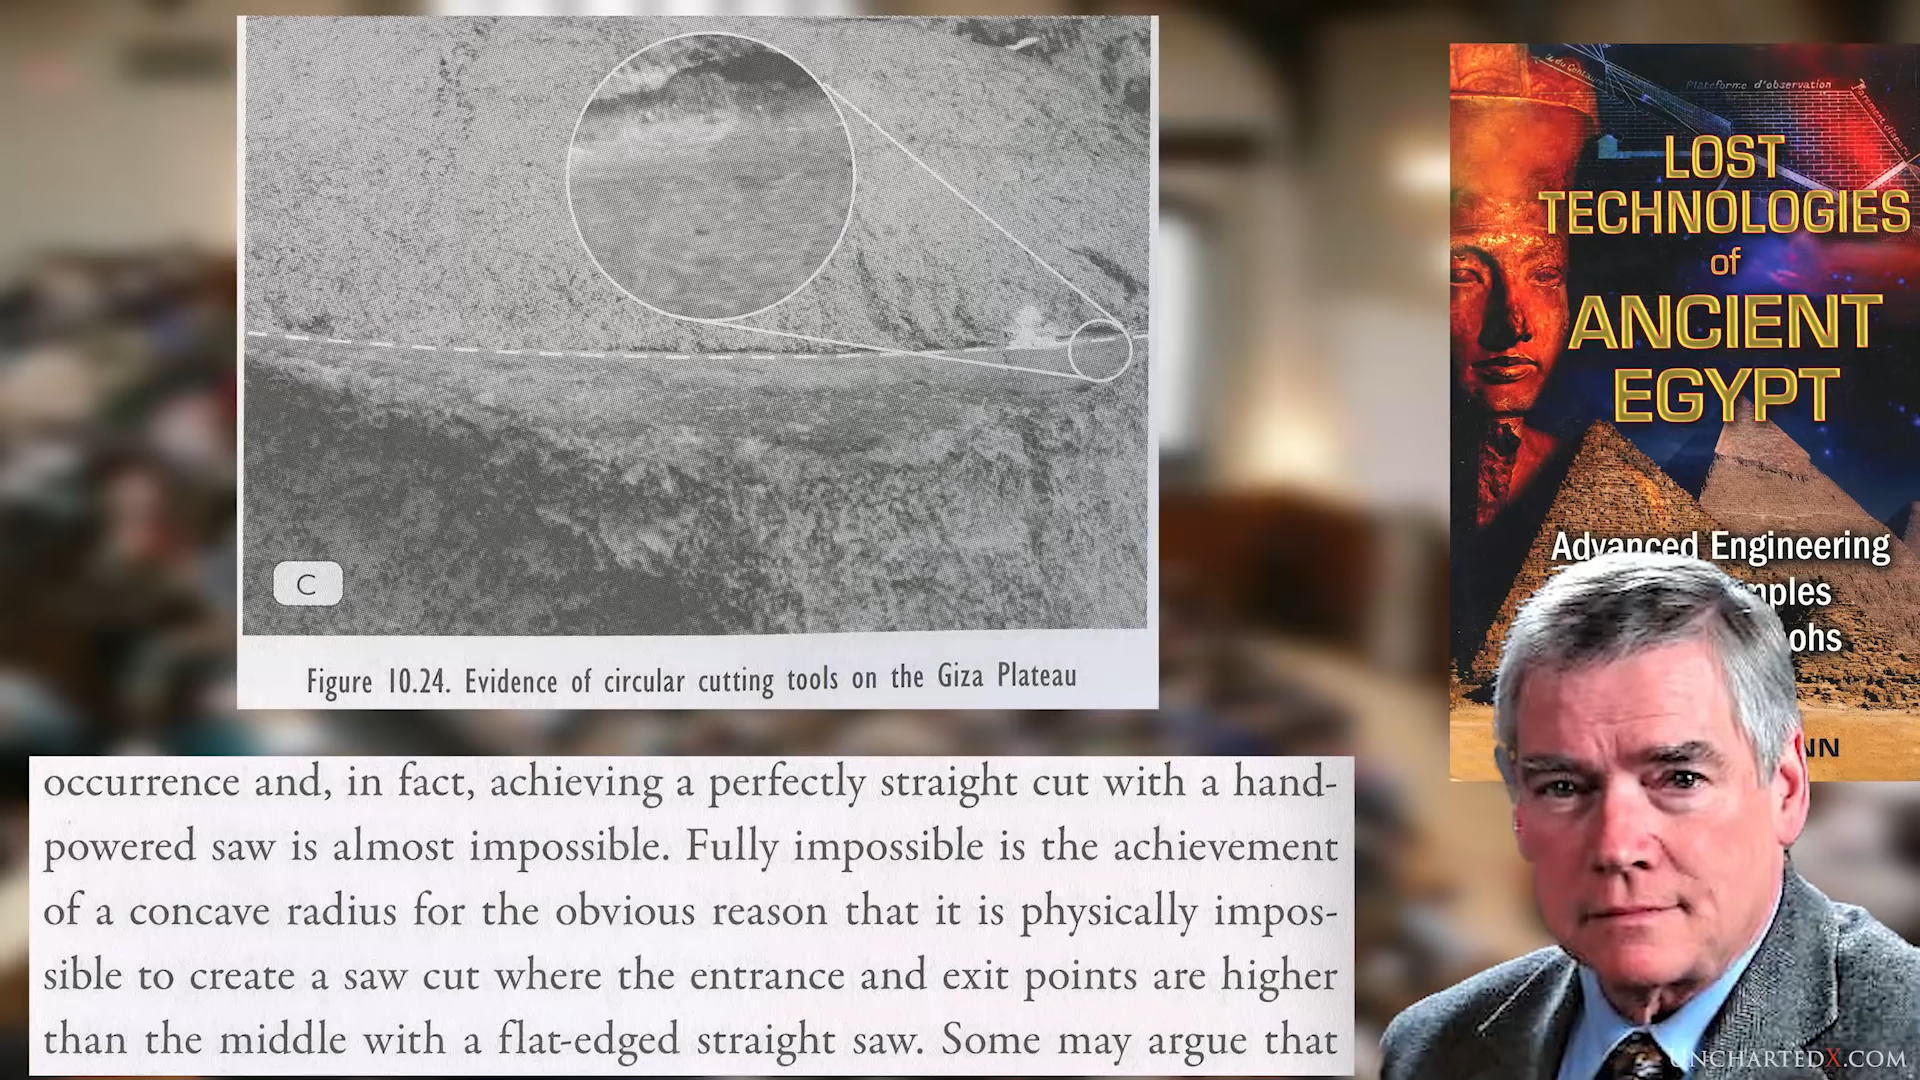 C
Figure 10.24. Evidence of circular cutting tools on the Giza Plateau
occurrence and, in fact, achieving a perfectly straight cut with a hand-
powered saw is almost impossible. Fully impossible is the achievement
of a concave radius for the obvious reason that it is physically impos-
sible to create a saw cut where the entrance and exit points are higher
than the middle with a flat-edged straight saw. Some may argue that
Plateforme d'observation
LOST
TECHNOLOGIES
of
ANCIENT
EGYPT
Advanced Engineering
mples
ohs
NN
UNCHARTEDX.COM